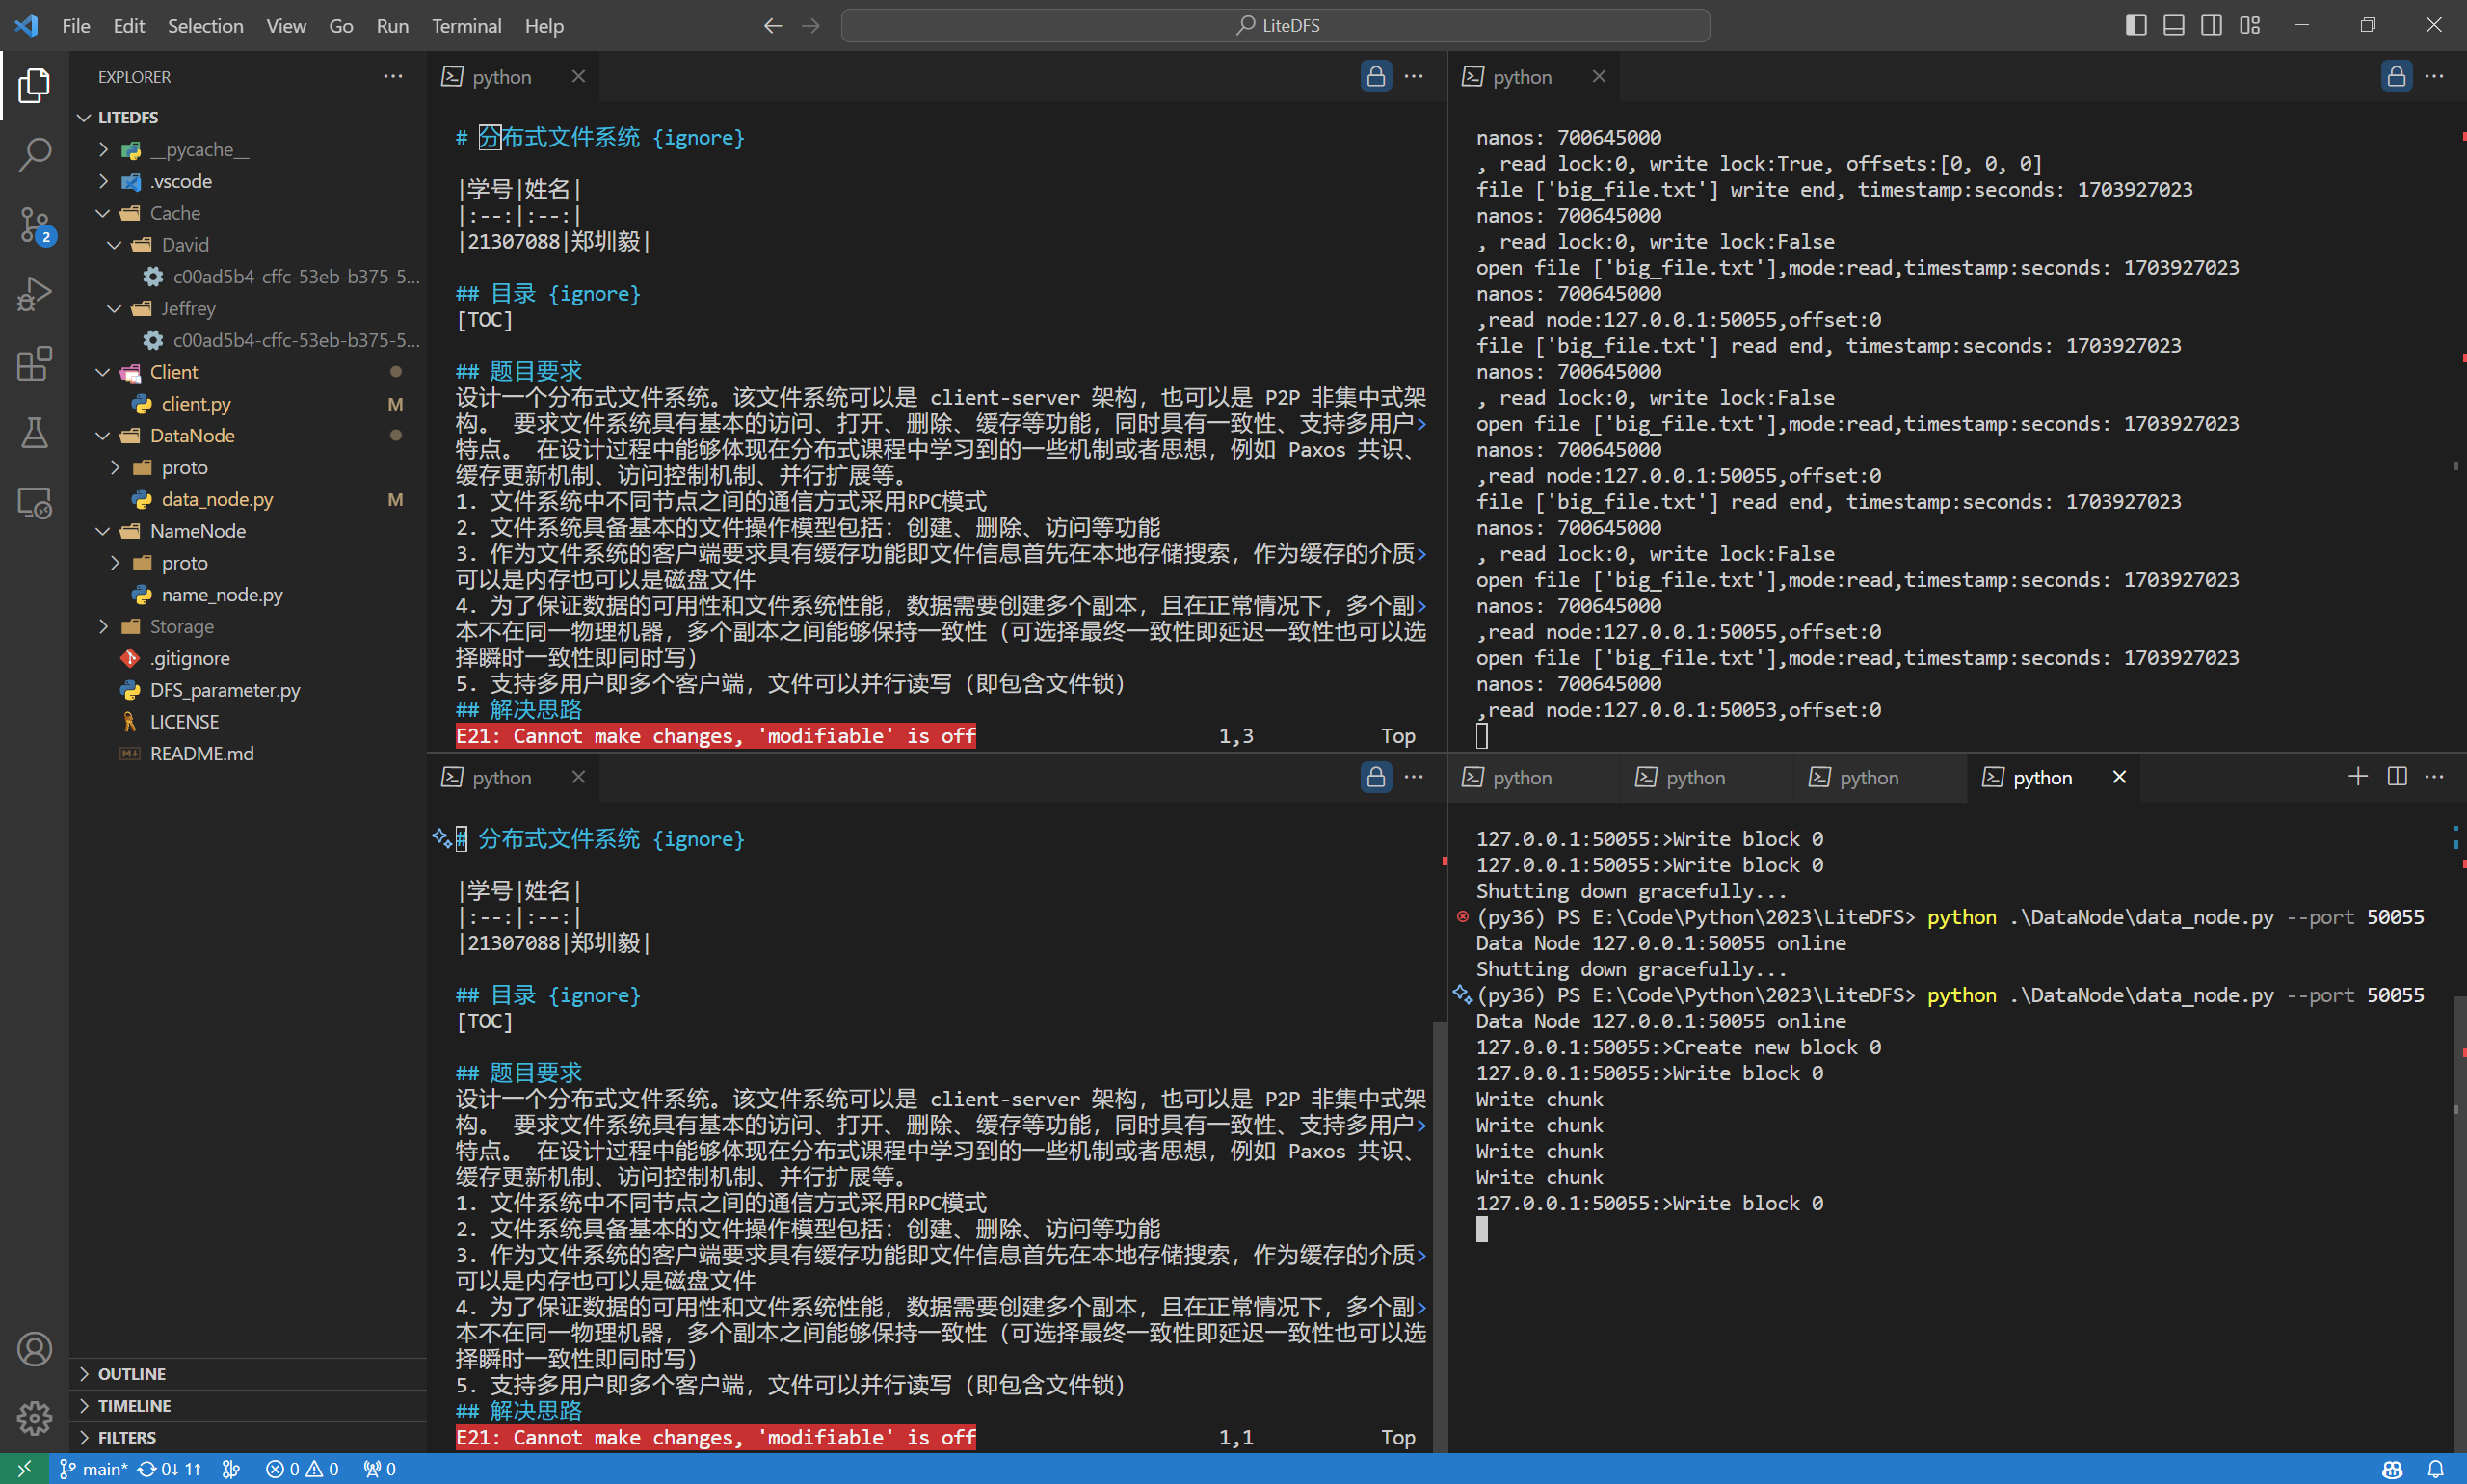 File Edit Selection View Go Run Terminal Help
LiteDFS
EXPLORER
LITEDFS
__pycache__
.vscode
Cache
David
c00ad5b4-cffc-53eb-b375-5...
Jeffrey
c00ad5b4-cffc-53eb-b375-5...
Client
client.py M
DataNode
proto
data_node.py M
NameNode
proto
name_node.py
Storage
.gitignore
DFS_parameter.py
LICENSE
README.md
OUTLINE
TIMELINE
FILTERS
python
# 分布式文件系统 {ignore}
|学号|姓名|
|:--:|:--:|
|21307088|郑圳毅|
## 目录 {ignore}
[TOC]
## 题目要求
设计一个分布式文件系统。该文件系统可以是 client-server 架构，也可以是 P2P 非集中式架
构。 要求文件系统具有基本的访问、打开、删除、缓存等功能，同时具有一致性、支持多用户>
特点。 在设计过程中能够体现在分布式课程中学习到的一些机制或者思想，例如 Paxos 共识、
缓存更新机制、访问控制机制、并行扩展等。
1. 文件系统中不同节点之间的通信方式采用RPC模式
2. 文件系统具备基本的文件操作模型包括：创建、删除、访问等功能
3. 作为文件系统的客户端要求具有缓存功能即文件信息首先在本地存储搜索，作为缓存的介质>
可以是内存也可以是磁盘文件
4. 为了保证数据的可用性和文件系统性能，数据需要创建多个副本，且在正常情况下，多个副>
本不在同一物理机器，多个副本之间能够保持一致性（可选择最终一致性即延迟一致性也可以选
择瞬时一致性即同时写）
5. 支持多用户即多个客户端，文件可以并行读写（即包含文件锁）
## 解决思路
E21: Cannot make changes, 'modifiable' is off 1,3 Top
python
nanos: 700645000
, read lock:0, write lock:True, offsets:[0, 0, 0]
file ['big_file.txt'] write end, timestamp:seconds: 1703927023
nanos: 700645000
, read lock:0, write lock:False
open file ['big_file.txt'],mode:read,timestamp:seconds: 1703927023
nanos: 700645000
,read node:127.0.0.1:50055,offset:0
file ['big_file.txt'] read end, timestamp:seconds: 1703927023
nanos: 700645000
, read lock:0, write lock:False
open file ['big_file.txt'],mode:read,timestamp:seconds: 1703927023
nanos: 700645000
,read node:127.0.0.1:50055,offset:0
file ['big_file.txt'] read end, timestamp:seconds: 1703927023
nanos: 700645000
, read lock:0, write lock:False
open file ['big_file.txt'],mode:read,timestamp:seconds: 1703927023
nanos: 700645000
,read node:127.0.0.1:50055,offset:0
open file ['big_file.txt'],mode:read,timestamp:seconds: 1703927023
nanos: 700645000
,read node:127.0.0.1:50053,offset:0
python
# 分布式文件系统 {ignore}
|学号|姓名|
|:--:|:--:|
|21307088|郑圳毅|
## 目录 {ignore}
[TOC]
## 题目要求
设计一个分布式文件系统。该文件系统可以是 client-server 架构，也可以是 P2P 非集中式架
构。 要求文件系统具有基本的访问、打开、删除、缓存等功能，同时具有一致性、支持多用户>
特点。 在设计过程中能够体现在分布式课程中学习到的一些机制或者思想，例如 Paxos 共识、
缓存更新机制、访问控制机制、并行扩展等。
1. 文件系统中不同节点之间的通信方式采用RPC模式
2. 文件系统具备基本的文件操作模型包括：创建、删除、访问等功能
3. 作为文件系统的客户端要求具有缓存功能即文件信息首先在本地存储搜索，作为缓存的介质>
可以是内存也可以是磁盘文件
4. 为了保证数据的可用性和文件系统性能，数据需要创建多个副本，且在正常情况下，多个副>
本不在同一物理机器，多个副本之间能够保持一致性（可选择最终一致性即延迟一致性也可以选
择瞬时一致性即同时写）
5. 支持多用户即多个客户端，文件可以并行读写（即包含文件锁）
## 解决思路
E21: Cannot make changes, 'modifiable' is off 1,1 Top
python python python python
127.0.0.1:50055:>Write block 0
127.0.0.1:50055:>Write block 0
Shutting down gracefully...
(py36) PS E:\Code\Python\2023\LiteDFS> python .\DataNode\data_node.py --port 50055
Data Node 127.0.0.1:50055 online
Shutting down gracefully...
(py36) PS E:\Code\Python\2023\LiteDFS> python .\DataNode\data_node.py --port 50055
Data Node 127.0.0.1:50055 online
127.0.0.1:50055:>Create new block 0
127.0.0.1:50055:>Write block 0
Write chunk
Write chunk
Write chunk
Write chunk
127.0.0.1:50055:>Write block 0
2
main* 0↓ 1↑ 0 0 0